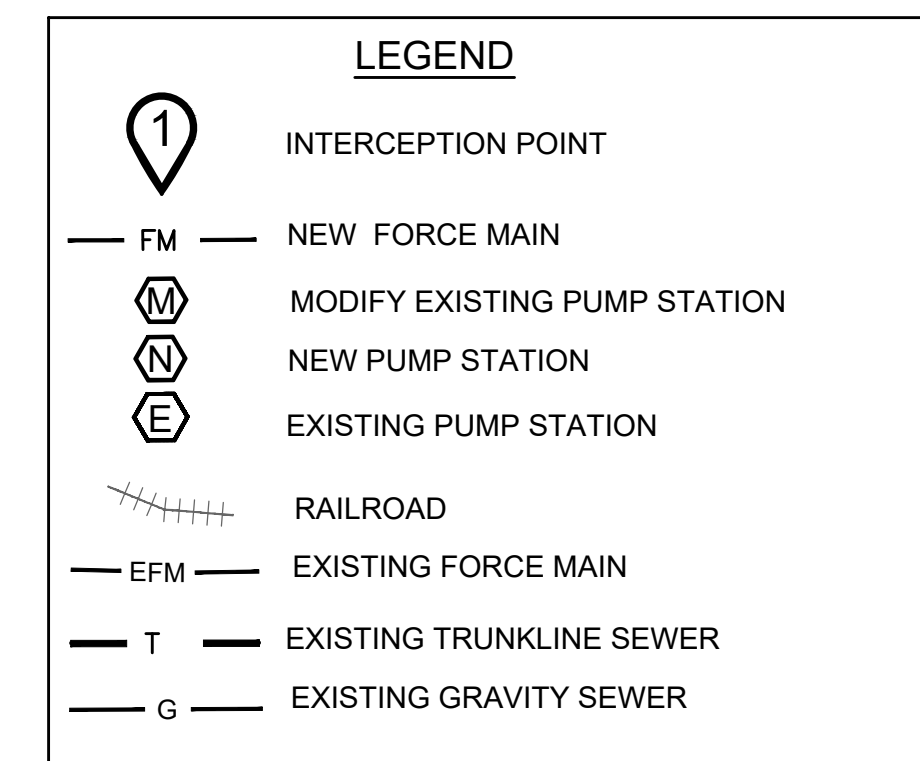 LEGEND
1 INTERCEPTION POINT
FM NEW FORCE MAIN
M MODIFY EXISTING PUMP STATION
N NEW PUMP STATION
E EXISTING PUMP STATION
RAILROAD
EFM EXISTING FORCE MAIN
T EXISTING TRUNKLINE SEWER
G EXISTING GRAVITY SEWER